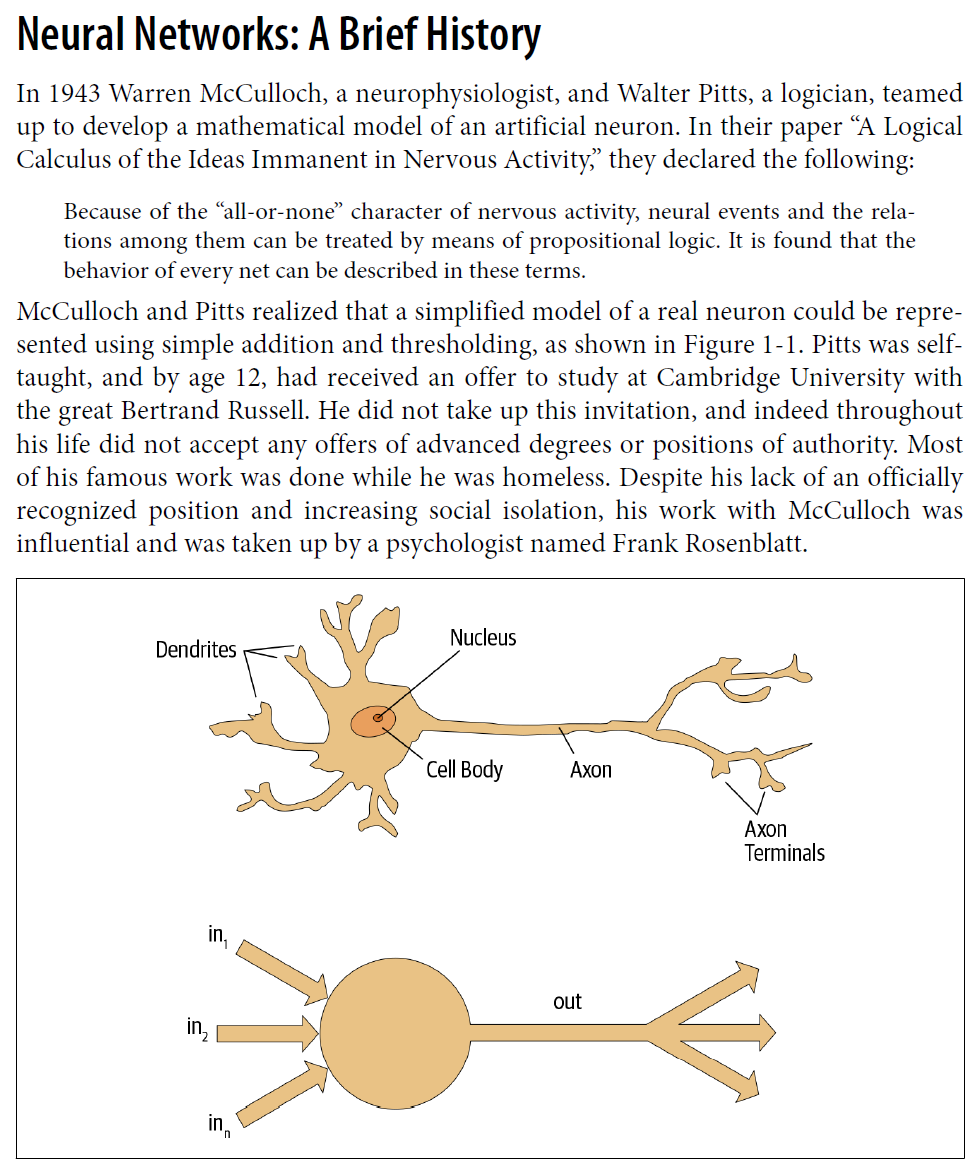 Neural Networks: A Brief History
In 1943 Warren McCulloch, a neurophysiologist, and Walter Pitts, a logician, teamed
up to develop a mathematical model of an artificial neuron. In their paper “A Logical
Calculus of the Ideas Immanent in Nervous Activity,” they declared the following:
Because of the “all-or-none” character of nervous activity, neural events and the rela-
tions among them can be treated by means of propositional logic. It is found that the
behavior of every net can be described in these terms.
McCulloch and Pitts realized that a simplified model of a real neuron could be repre-
sented using simple addition and thresholding, as shown in Figure 1-1. Pitts was self-
taught, and by age 12, had received an offer to study at Cambridge University with
the great Bertrand Russell. He did not take up this invitation, and indeed throughout
his life did not accept any offers of advanced degrees or positions of authority. Most
of his famous work was done while he was homeless. Despite his lack of an officially
recognized position and increasing social isolation, his work with McCulloch was
influential and was taken up by a psychologist named Frank Rosenblatt.
Nucleus
Dendrites
Cell Body
Axon
Axon
Terminals
in₁
out
in₂
inₙ